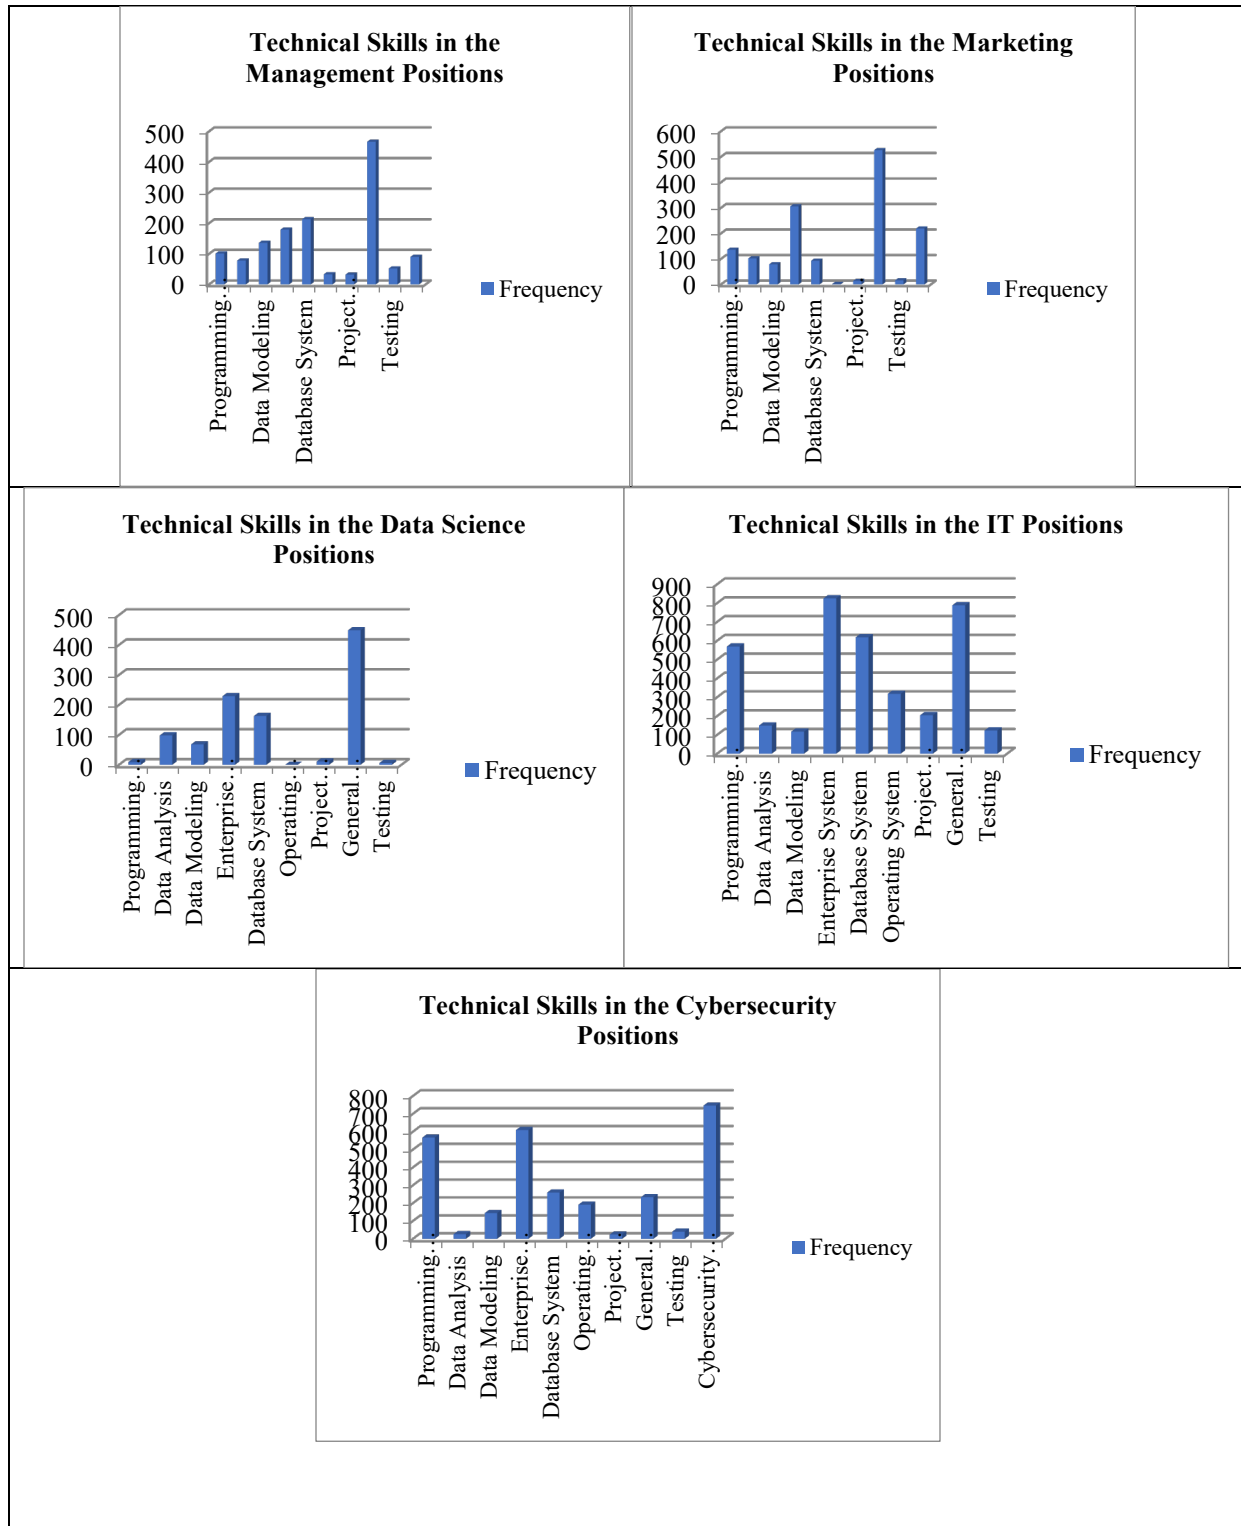 Technical Skills in the
Management Positions
500
400
300
200
100
0
Programming…
Data Modeling
Database System
Project…
Testing
Frequency
Technical Skills in the Marketing
Positions
600
500
400
300
200
100
0
Programming…
Data Modeling
Database System
Project…
Testing
Frequency
Technical Skills in the Data Science
Positions
500
400
300
200
100
0
Programming…
Data Analysis
Data Modeling
Enterprise…
Database System
Operating…
Project…
General…
Testing
Frequency
Technical Skills in the IT Positions
900
800
700
600
500
400
300
200
100
0
Programming…
Data Analysis
Data Modeling
Enterprise System
Database System
Operating System
Project…
General…
Testing
Frequency
Technical Skills in the Cybersecurity
Positions
800
700
600
500
400
300
200
100
0
Programming…
Data Analysis
Data Modeling
Enterprise…
Database System
Operating…
Project…
General…
Testing
Cybersecurity…
Frequency